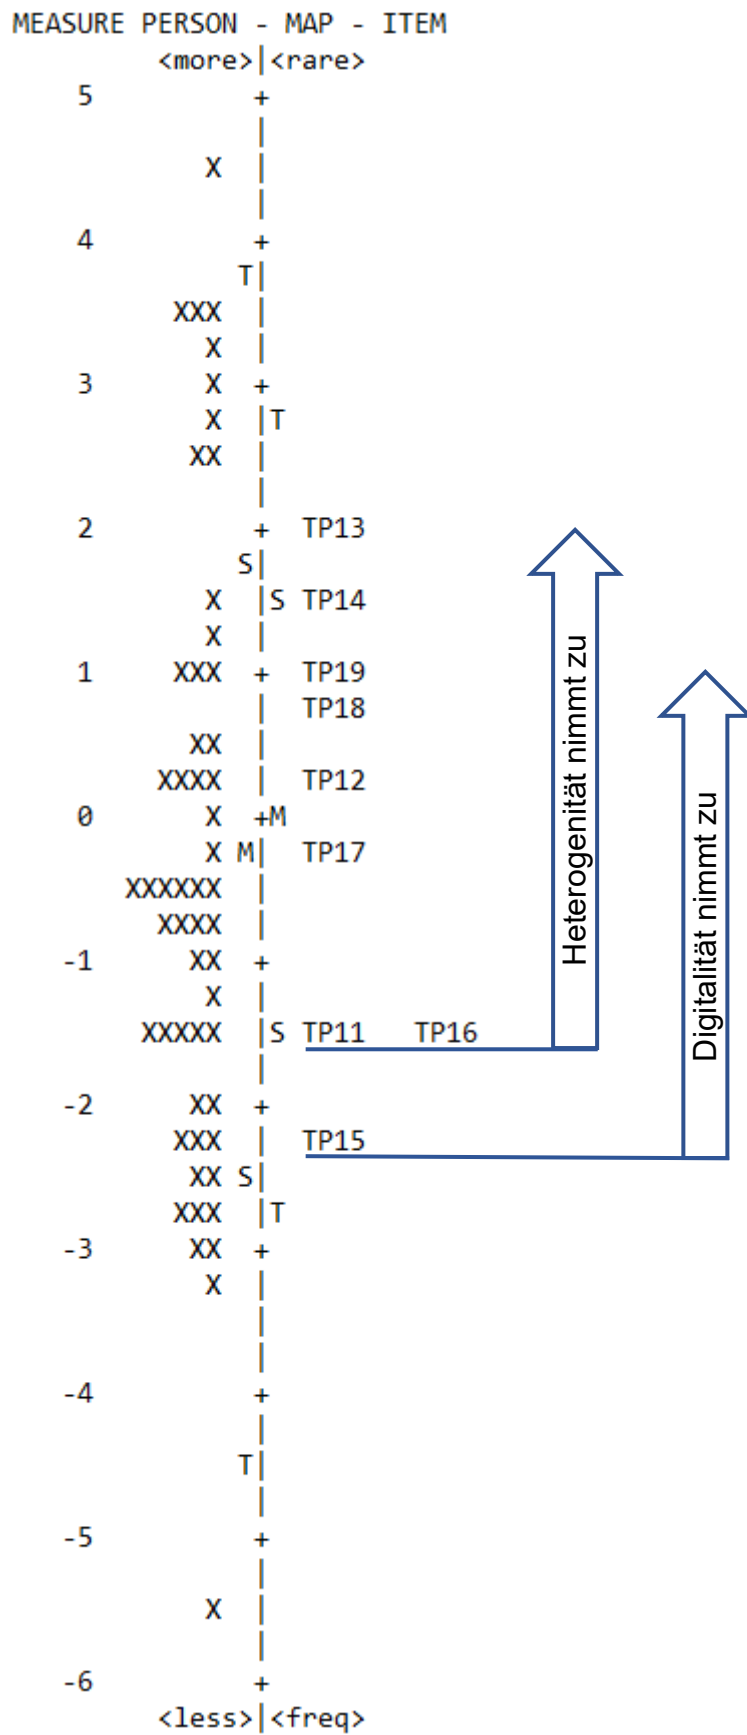 MEASURE PERSON - MAP - ITEM
<more>|<rare>
5 +
|
X |
|
4 +
T|
XXX |
X |
3 X +
X |T
XX |
|
2 + TP13
S|
X |S TP14
X |
1 XXX + TP19
| TP18
XX |
XXXX | TP12
0 X +M
X M| TP17
XXXXXX |
XXXX |
-1 XX +
X |
XXXXX |S TP11 TP16
|
-2 XX +
XXX | TP15
XX S|
XXX |T
-3 XX +
X |
|
|
-4 +
|
T|
|
-5 +
|
X |
|
-6 +
<less>|<freq>
Heterogenität nimmt zu
Digitalität nimmt zu